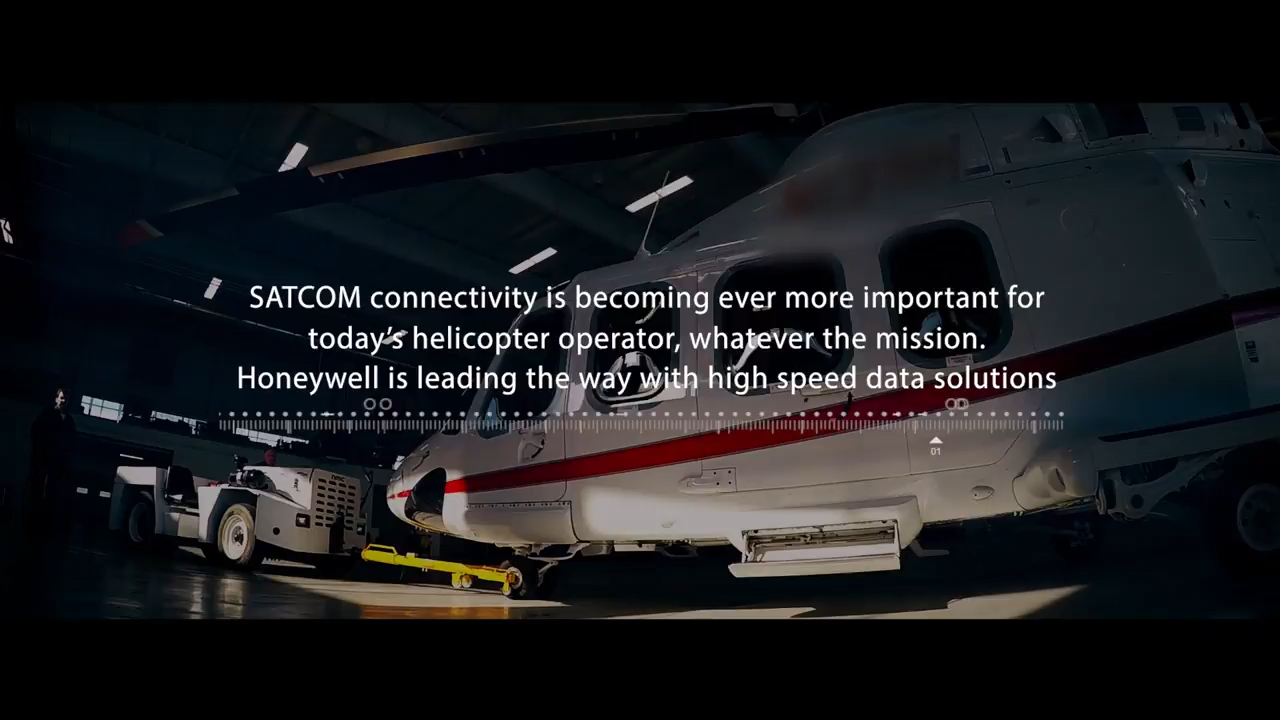 SATCOM connectivity is becoming ever more important for
today's helicopter operator, whatever the mission.
Honeywell is leading the way with high speed data solutions
01